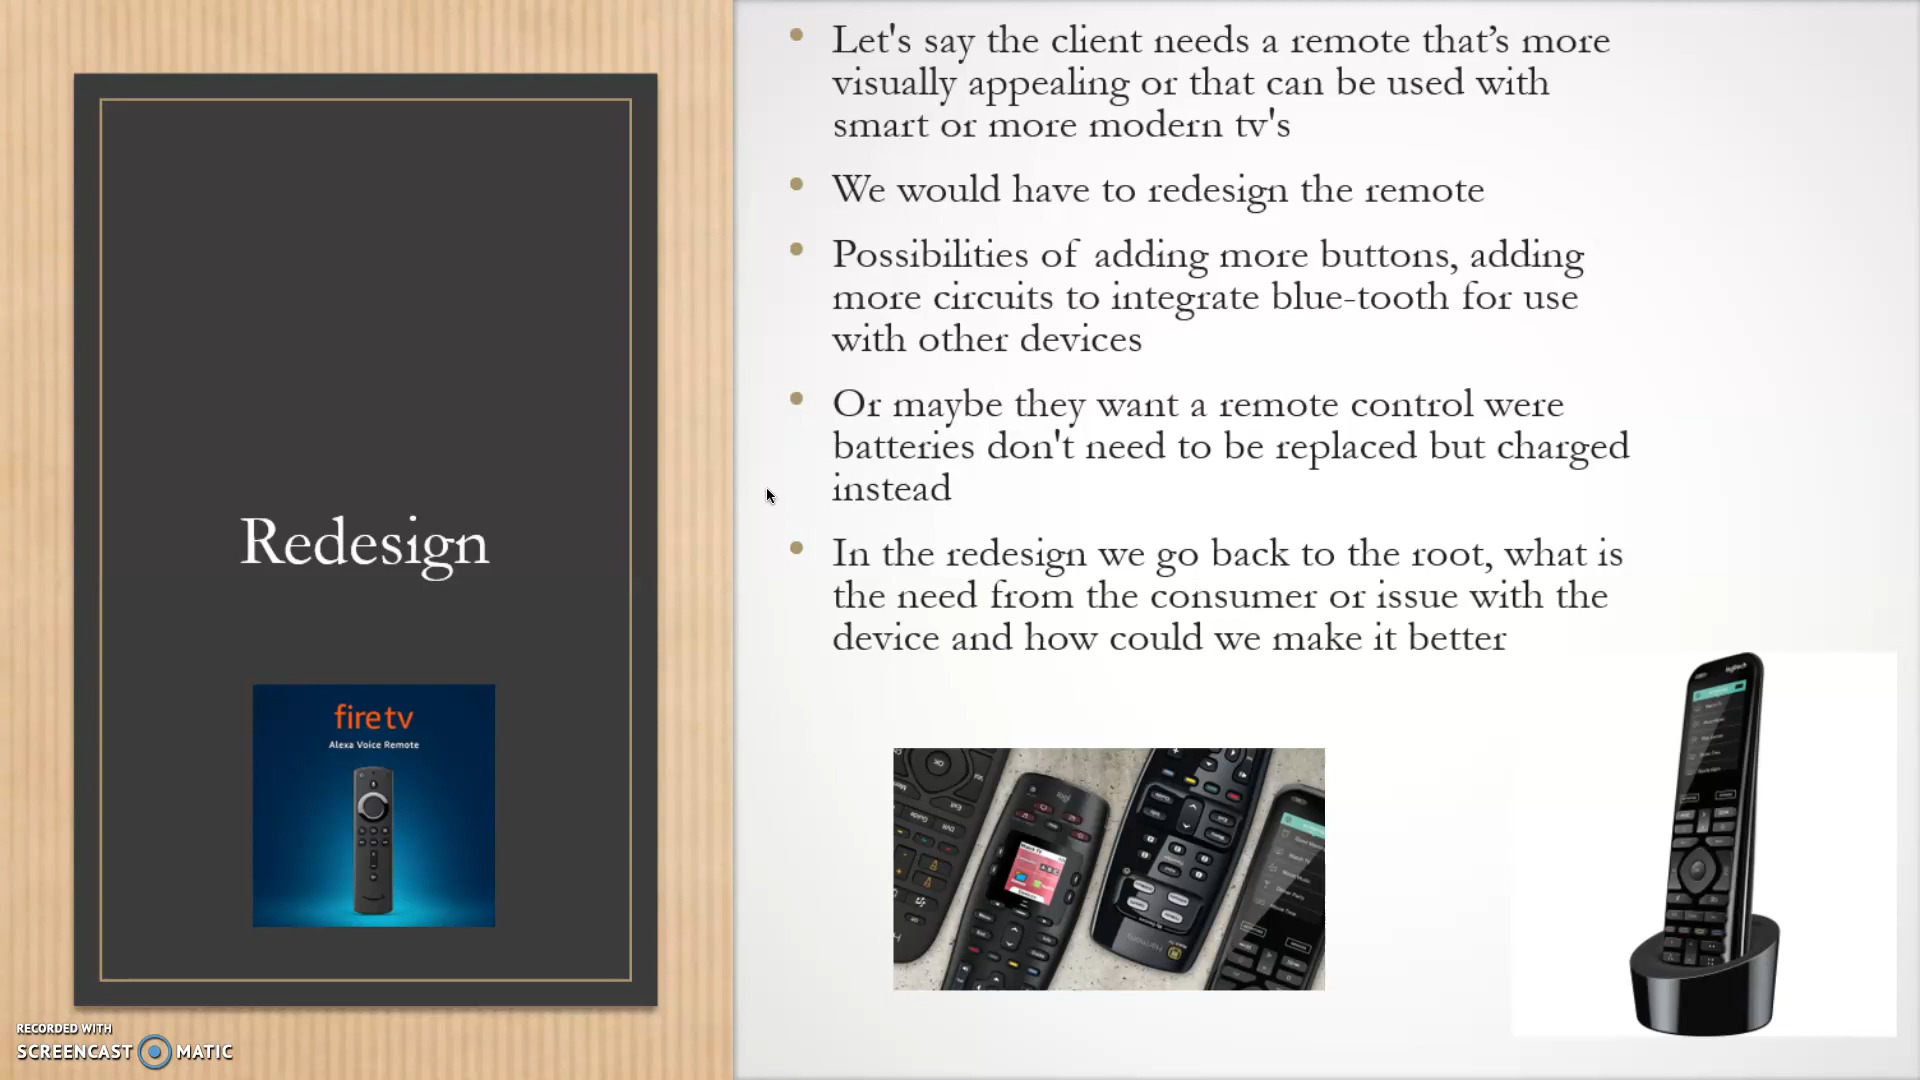 Let's say the client needs a remote that’s more
visually appealing or that can be used with
smart or more modern tv's
We would have to redesign the remote
Possibilities of adding more buttons, adding
more circuits to integrate blue-tooth for use
with other devices
Or maybe they want a remote control were
batteries don't need to be replaced but charged
instead
In the redesign we go back to the root, what is
the need from the consumer or issue with the
device and how could we make it better
Redesign
fire tv
Alexa Voice Remote
RECORDED WITH
SCREENCAST MATIC